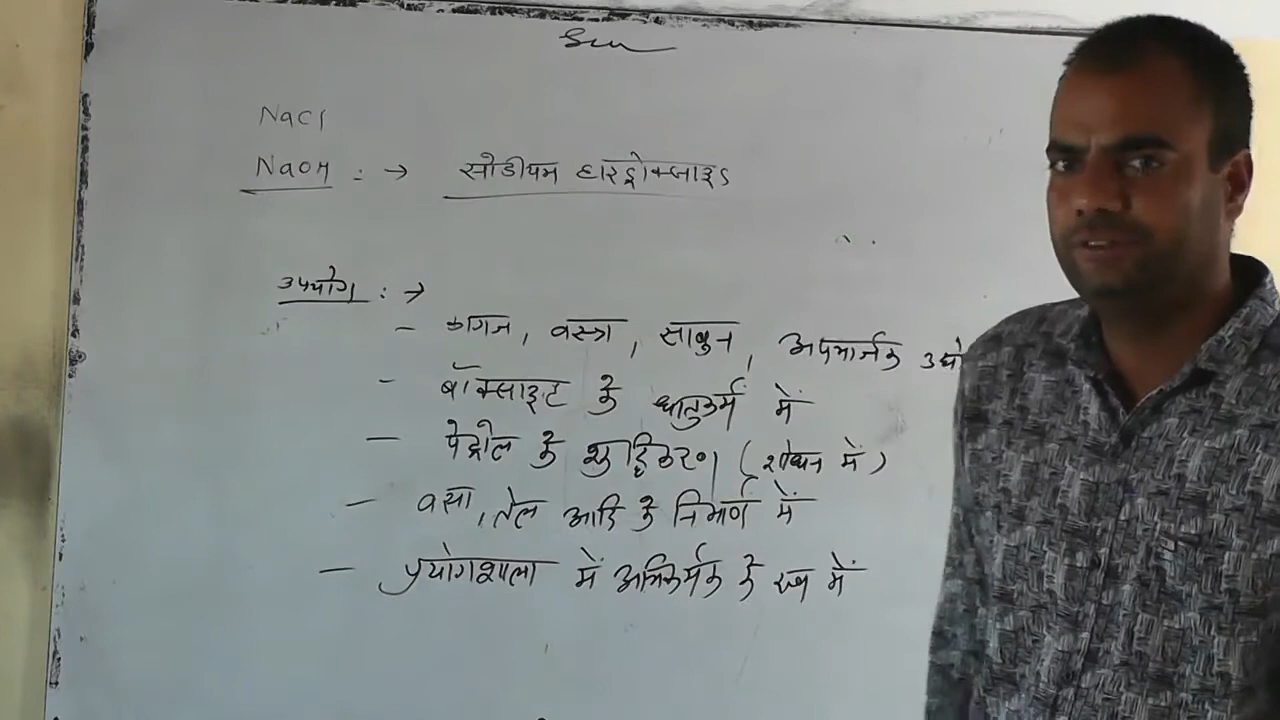 NaCl
NaOH :→ सोडीयम हाइड्रोक्साइड
उपयोग :→
- कागज, वस्त्र, साबुन, अपमार्जक उद्यो
- बॉक्साइट के धातुकर्म में
- पेट्रोल के शुद्धिकरण (शोधन में)
- वसा, तेल आदि के निर्माण में
- प्रयोगशाला में अभिकर्मक के रूप में